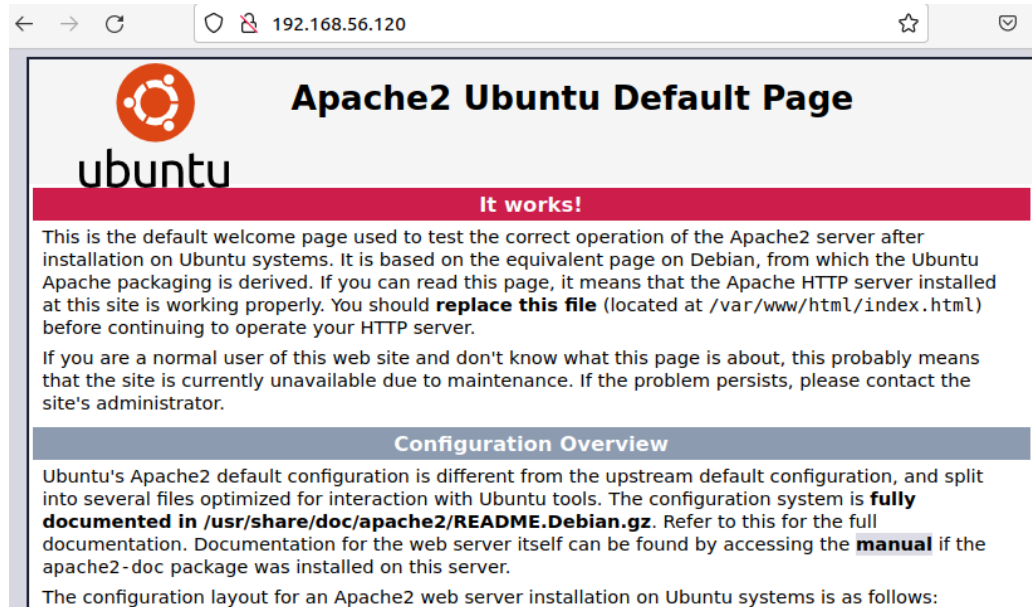 192.168.56.120
Apache2 Ubuntu Default Page
ubuntu
It works!
This is the default welcome page used to test the correct operation of the Apache2 server after
installation on Ubuntu systems. It is based on the equivalent page on Debian, from which the Ubuntu
Apache packaging is derived. If you can read this page, it means that the Apache HTTP server installed
at this site is working properly. You should replace this file (located at /var/www/html/index.html)
before continuing to operate your HTTP server.
If you are a normal user of this web site and don't know what this page is about, this probably means
that the site is currently unavailable due to maintenance. If the problem persists, please contact the
site's administrator.
Configuration Overview
Ubuntu's Apache2 default configuration is different from the upstream default configuration, and split
into several files optimized for interaction with Ubuntu tools. The configuration system is fully
documented in /usr/share/doc/apache2/README.Debian.gz. Refer to this for the full
documentation. Documentation for the web server itself can be found by accessing the manual if the
apache2-doc package was installed on this server.
The configuration layout for an Apache2 web server installation on Ubuntu systems is as follows: